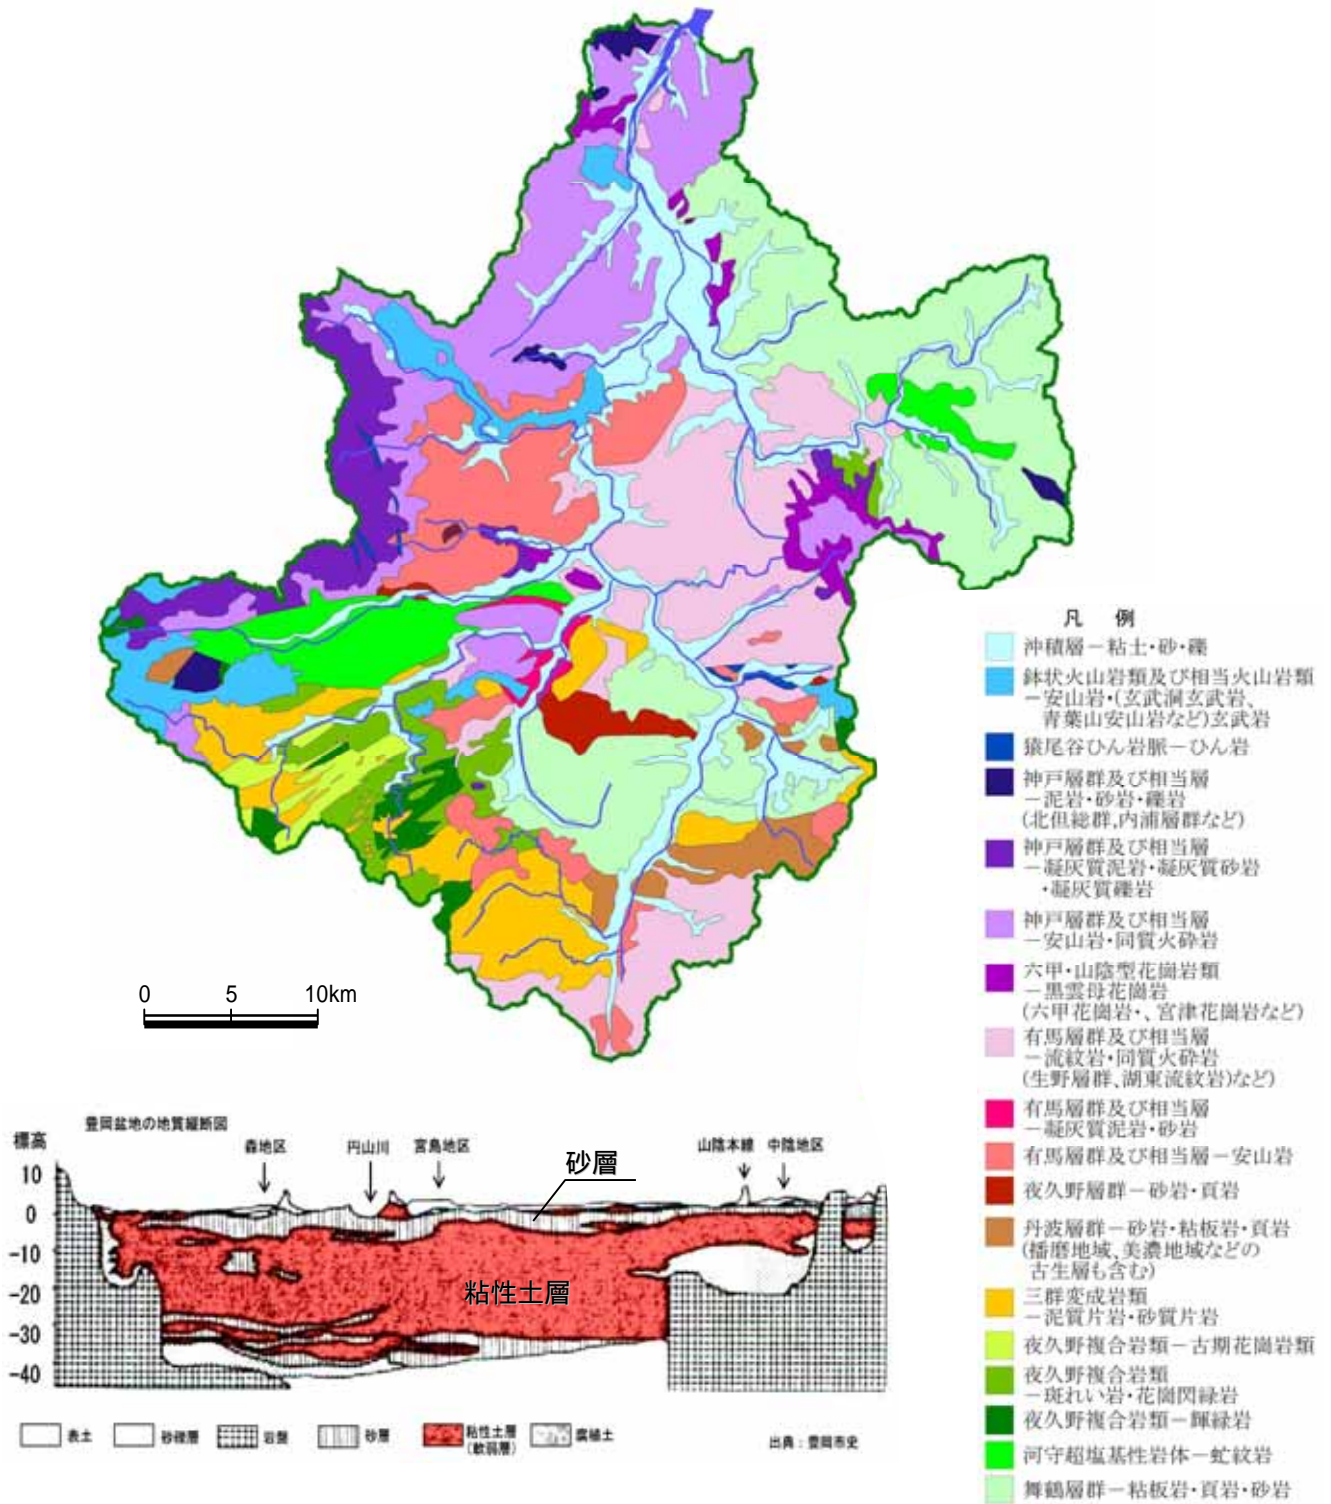 凡 例
沖積層－粘土・砂・礫
鉢状火山岩類及び相当火山岩類
－安山岩・(玄武洞玄武岩、
青葉山安山岩など)玄武岩
猿尾谷ひん岩脈－ひん岩
神戸層群及び相当層
－泥岩・砂岩・礫岩
(北但総群,内浦層群など)
神戸層群及び相当層
－凝灰質泥岩・凝灰質砂岩
・凝灰質礫岩
神戸層群及び相当層
－安山岩・同質火砕岩
六甲・山陰型花崗岩類
－黒雲母花崗岩
(六甲花崗岩・、宮津花崗岩など)
有馬層群及び相当層
－流紋岩・同質火砕岩
(生野層群、湖東流紋岩)など)
有馬層群及び相当層
－凝灰質泥岩・砂岩
有馬層群及び相当層－安山岩
夜久野層群－砂岩・頁岩
丹波層群－砂岩・粘板岩・頁岩
(播磨地域、美濃地域などの
古生層も含む)
三群変成岩類
－泥質片岩・砂質片岩
夜久野複合岩類－古期花崗岩類
夜久野複合岩類
－斑れい岩・花崗閃緑岩
夜久野複合岩類－輝緑岩
河守超塩基性岩体－蛇紋岩
舞鶴層群－粘板岩・頁岩・砂岩
0 5 10km
豊岡盆地の地質縦断図
標高
森地区 円山川 宮島地区 砂層 山陰本線 中陰地区
10
0
-10
-20
-30
-40
粘性土層
表土 砂礫層 岩盤 砂層 粘性土層 腐植土
(軟弱層)
出典：豊岡市史